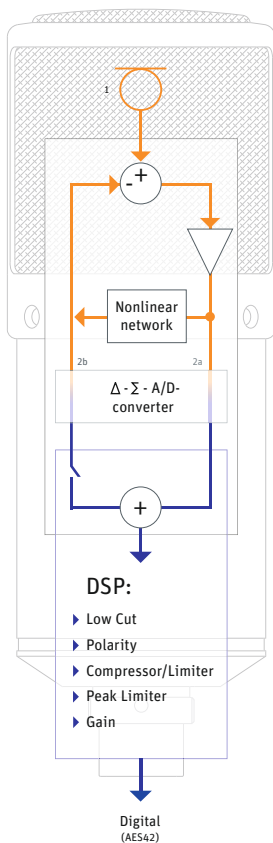 1
- +
Nonlinear
network
2b 2a
Δ - Σ - A/D-
converter
+
DSP:
Low Cut
Polarity
Compressor/Limiter
Peak Limiter
Gain
Digital
(AES42)